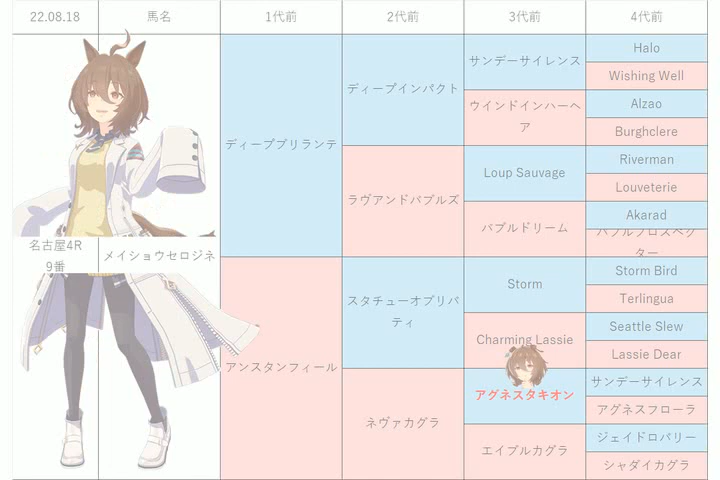 22.08.18 馬名 1代前 2代前 3代前 4代前
名古屋4R
9番
メイショウセロジネ
ディープブリランテ
アンスタンフィール
ディープインパクト
ラヴアンドバブルズ
スタチューオブリバ
ティ
ネヴァカグラ
サンデーサイレンス
ウインドインハーヘ
ア
Loup Sauvage
バブルドリーム
Storm
Charming Lassie
アグネスタキオン
エイブルカグラ
Halo
Wishing Well
Alzao
Burghclere
Riverman
Louveterie
Akarad
バブルプロスペク
ター
Storm Bird
Terlingua
Seattle Slew
Lassie Dear
サンデーサイレンス
アグネスフローラ
ジェイドロバリー
シャダイカグラ